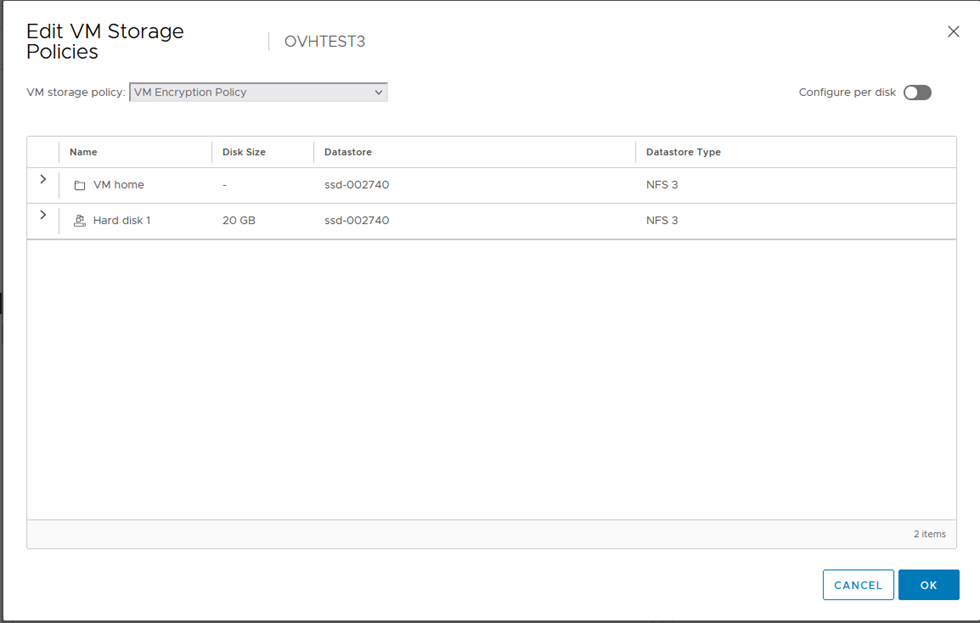 Edit VM Storage
Policies
OVHTEST3
VM storage policy: VM Encryption Policy
Configure per disk
Name Disk Size Datastore Datastore Type
VM home - ssd-002740 NFS 3
Hard disk 1 20 GB ssd-002740 NFS 3
2 items
CANCEL OK